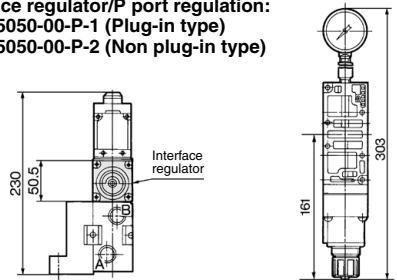 ce regulator/P port regulation:
5050-00-P-1 (Plug-in type)
5050-00-P-2 (Non plug-in type)
Interface
regulator
230
50.5
B
A
161
303